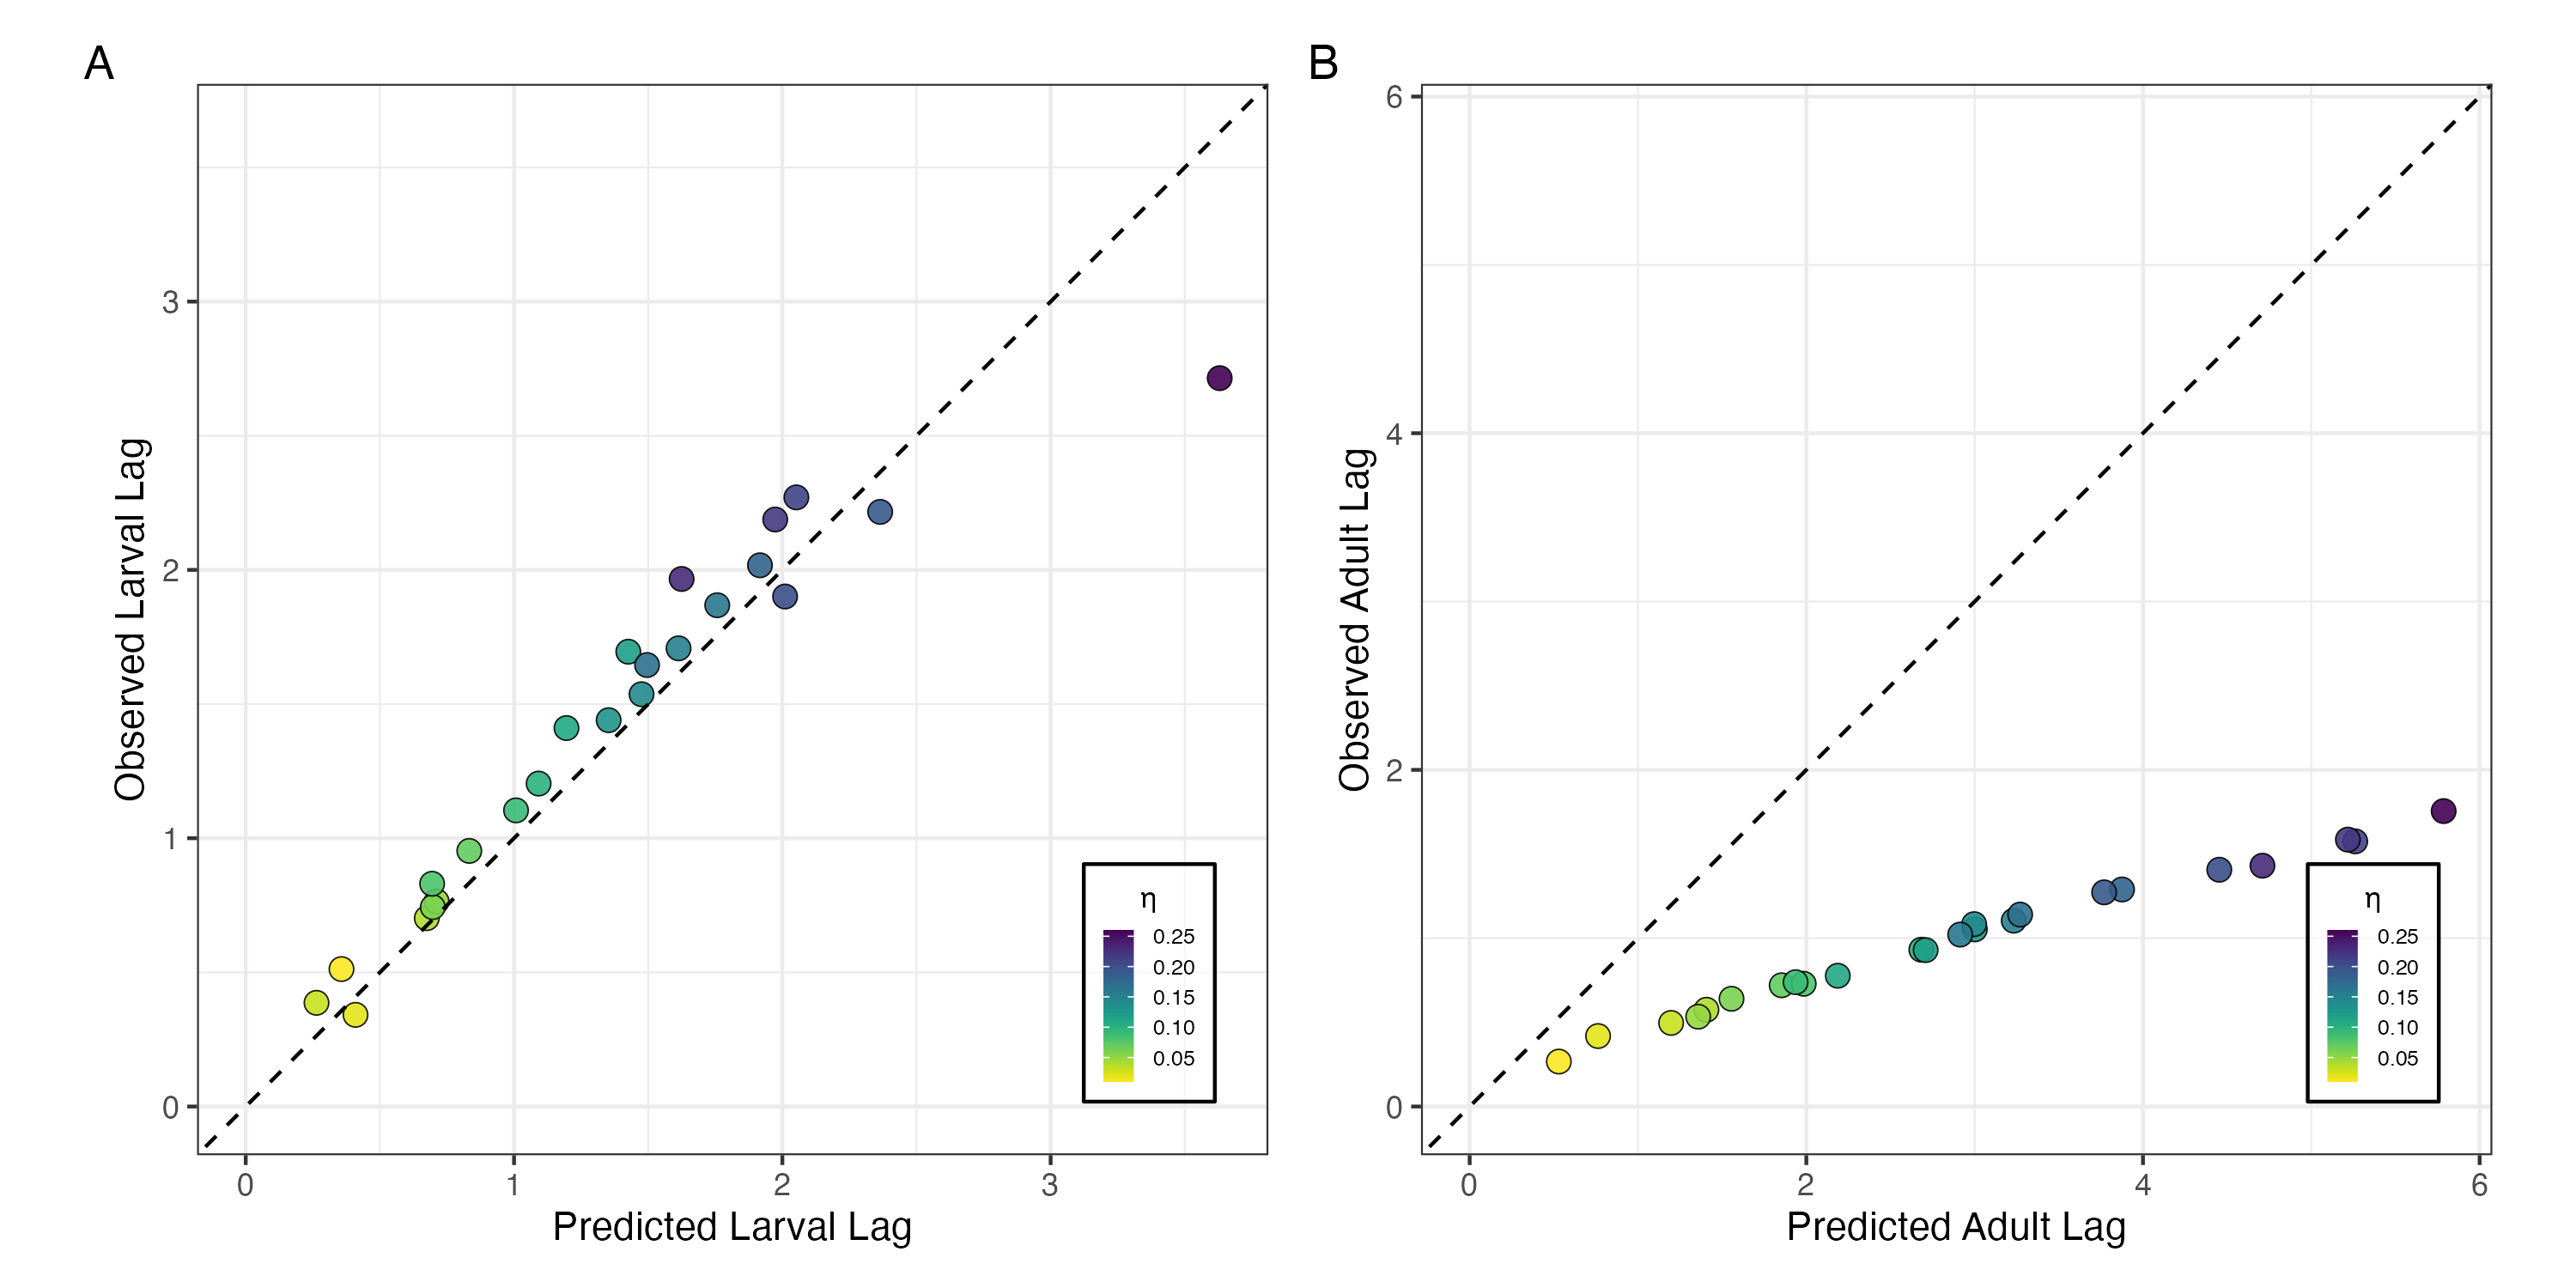 A
Observed Larval Lag
3
2
1
0
0 1 2 3
Predicted Larval Lag
η
0.25
0.20
0.15
0.10
0.05
B
Observed Adult Lag
6
4
2
0
0 2 4 6
Predicted Adult Lag
η
0.25
0.20
0.15
0.10
0.05